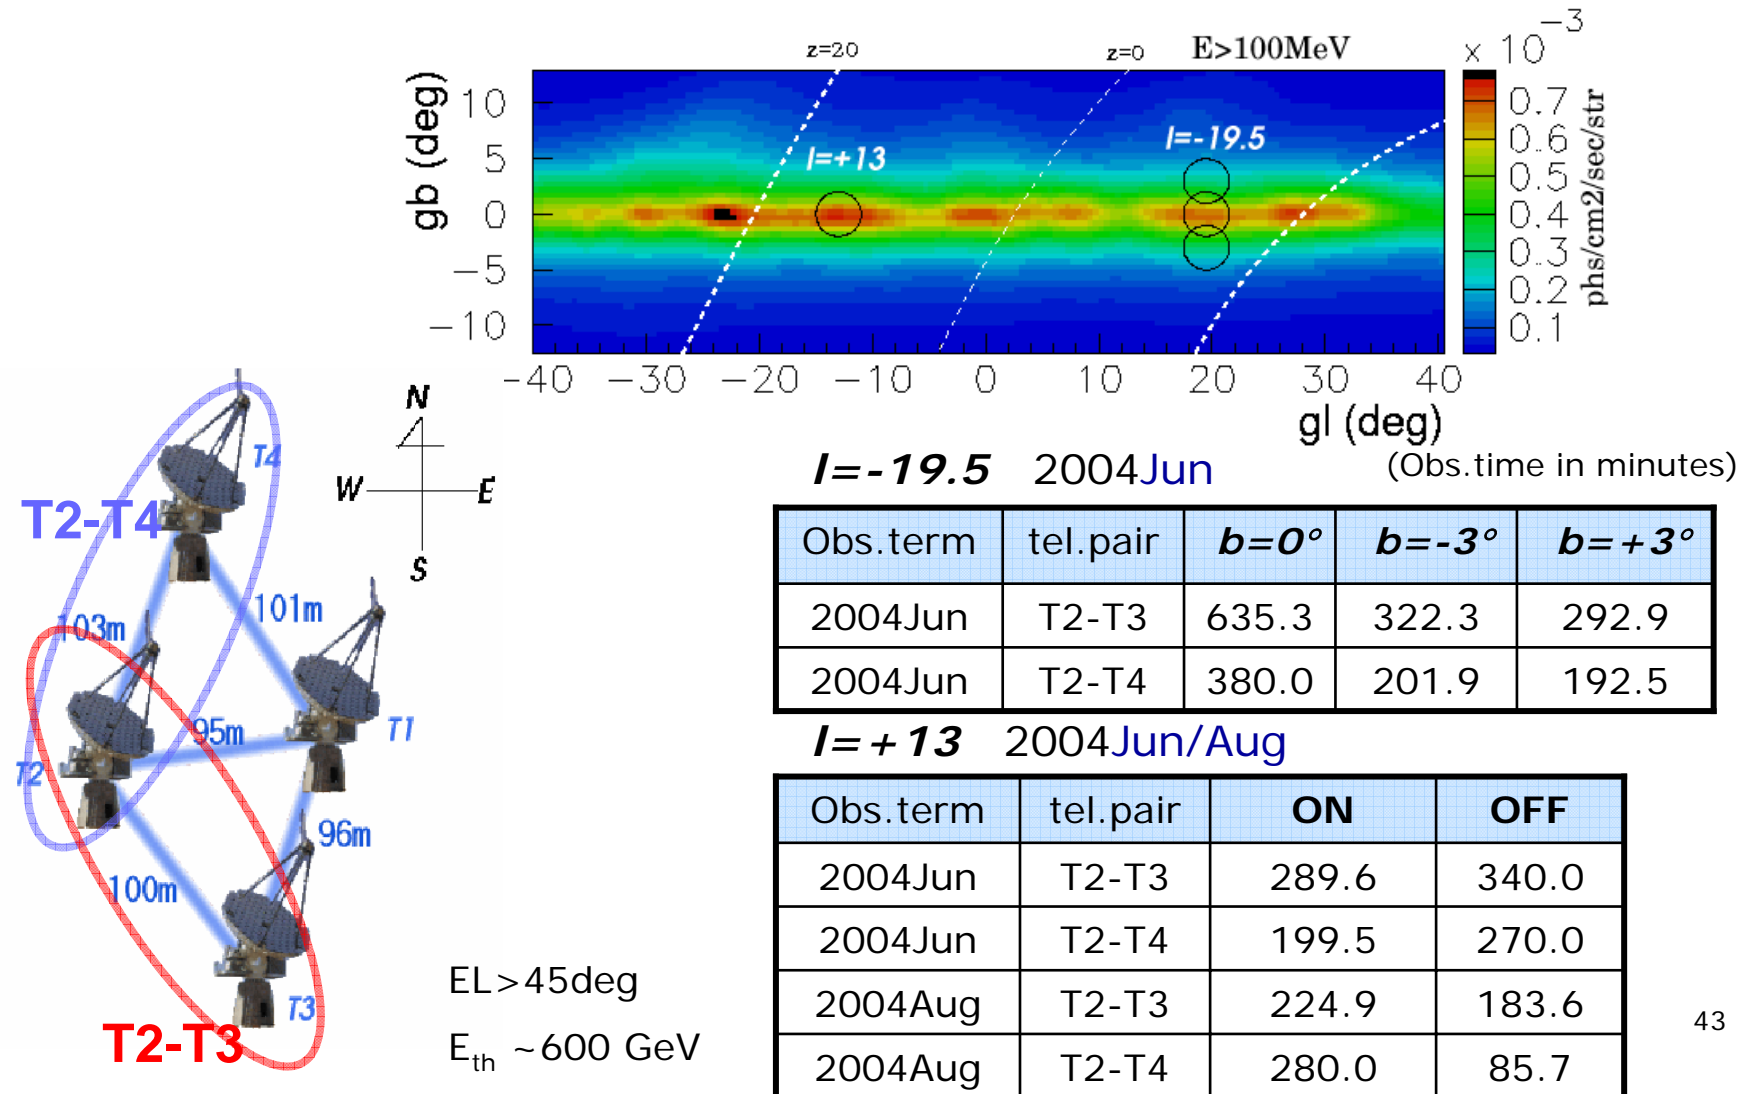 z=20
z=0
E>100MeV
× 10 −3
gb (deg)
10
5
0
−5
−10
l=+13
l=-19.5
0.7
0.6
0.5
0.4
0.3
0.2
0.1
phs/cm2/sec/str
−40 −30 −20 −10 0 10 20 30 40
gl (deg)
N
W E
S
T4
T2-T4
101m
103m
95m
T1
T2
96m
100m
T3
T2-T3
EL>45deg
Eth ~600 GeV
l=-19.5 2004Jun (Obs.time in minutes)
Obs.term tel.pair b=0° b=-3° b=+3°
2004Jun T2-T3 635.3 322.3 292.9
2004Jun T2-T4 380.0 201.9 192.5
l=+13 2004Jun/Aug
Obs.term tel.pair ON OFF
2004Jun T2-T3 289.6 340.0
2004Jun T2-T4 199.5 270.0
2004Aug T2-T3 224.9 183.6
2004Aug T2-T4 280.0 85.7
43